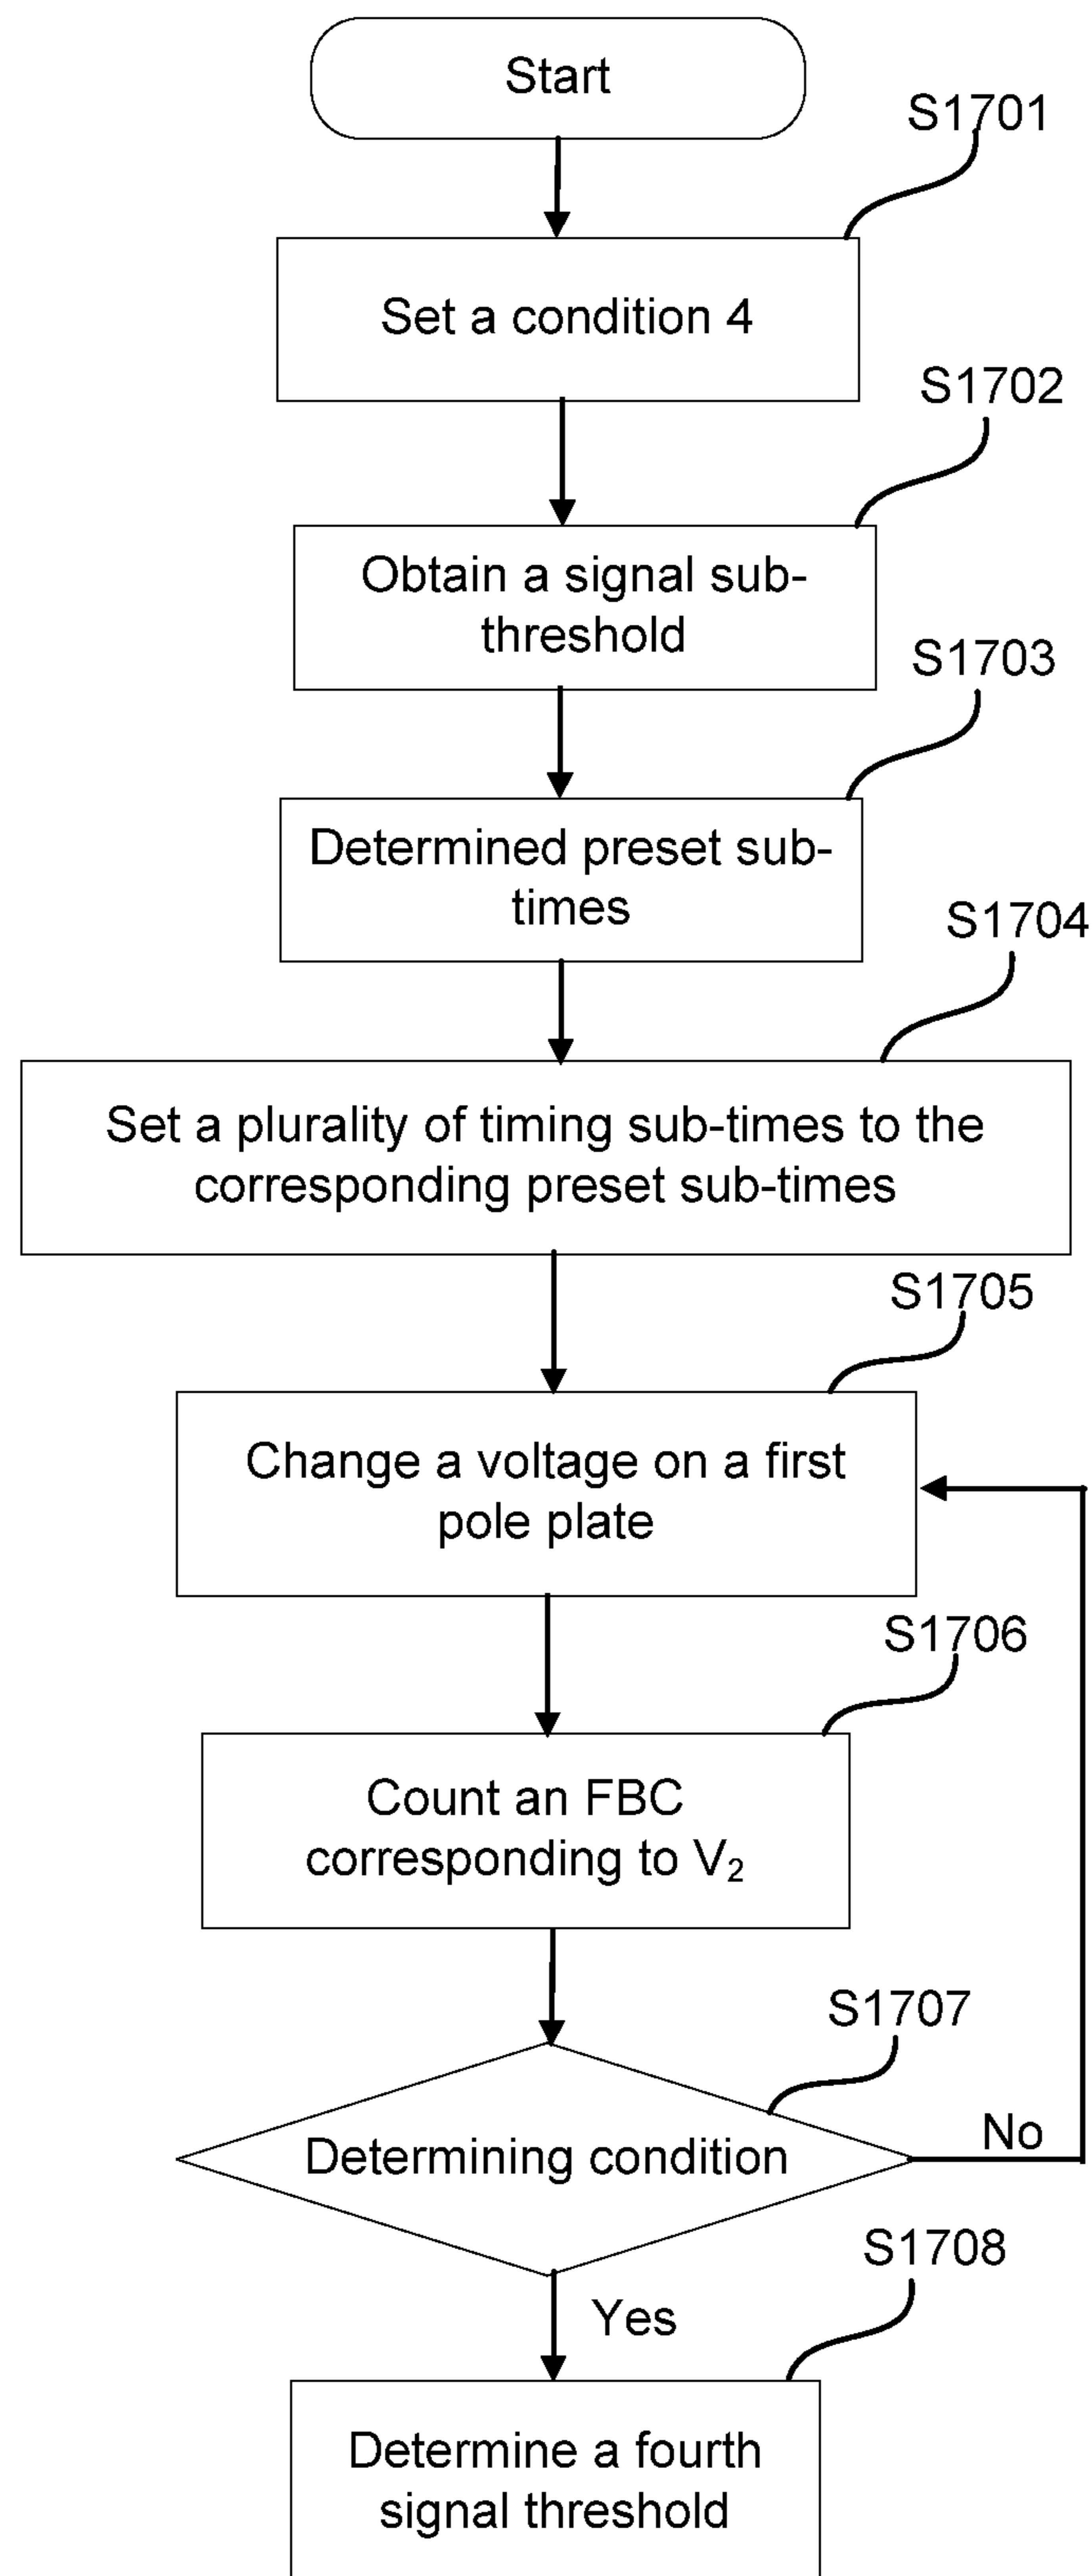 Start
S1701
Set a condition 4
S1702
Obtain a signal sub-
threshold
S1703
Determined preset sub-
times
S1704
Set a plurality of timing sub-times to the
corresponding preset sub-times
S1705
Change a voltage on a first
pole plate
S1706
Count an FBC
corresponding to V₂
S1707
Determining condition
No
S1708
Yes
Determine a fourth
signal threshold